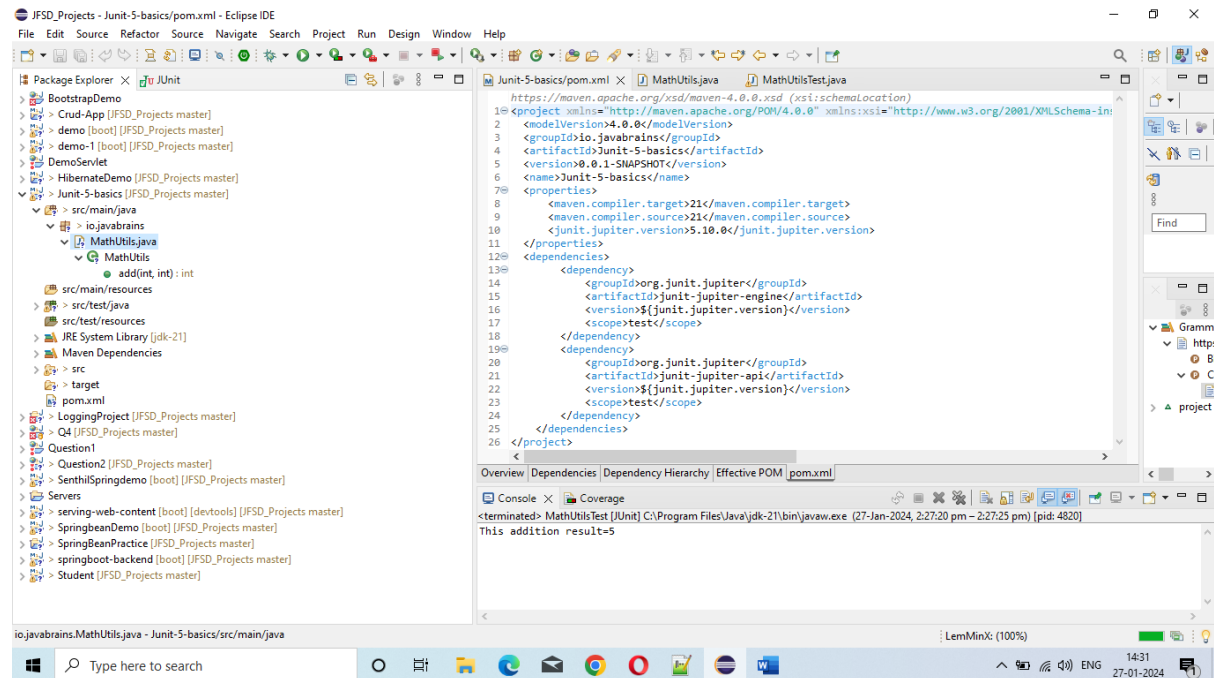 JFSD_Projects - Junit-5-basics/pom.xml - Eclipse IDE
File Edit Source Refactor Source Navigate Search Project Run Design Window Help
Package Explorer JUnit
BootstrapDemo
> Crud-App [JFSD_Projects master]
> demo [boot] [JFSD_Projects master]
> demo-1 [boot] [JFSD_Projects master]
DemoServlet
> HibernateDemo [JFSD_Projects master]
> Junit-5-basics [JFSD_Projects master]
> src/main/java
> io.javabrains
MathUtils.java
MathUtils
add(int, int) : int
src/main/resources
> src/test/java
src/test/resources
JRE System Library [jdk-21]
Maven Dependencies
> src
> target
pom.xml
> LoggingProject [JFSD_Projects master]
> Q4 [JFSD_Projects master]
Question1
> Question2 [JFSD_Projects master]
> SenthilSpringdemo [boot] [JFSD_Projects master]
Servers
> serving-web-content [boot] [devtools] [JFSD_Projects master]
> SpringbeanDemo [boot] [JFSD_Projects master]
> SpringBeanPractice [JFSD_Projects master]
> springboot-backend [boot] [JFSD_Projects master]
> Student [JFSD_Projects master]
Junit-5-basics/pom.xml MathUtils.java MathUtilsTest.java
https://maven.apache.org/xsd/maven-4.0.0.xsd (xsi:schemaLocation)
1 <project xmlns="http://maven.apache.org/POM/4.0.0" xmlns:xsi="http://www.w3.org/2001/XMLSchema-in
2 <modelVersion>4.0.0</modelVersion>
3 <groupId>io.javabrains</groupId>
4 <artifactId>Junit-5-basics</artifactId>
5 <version>0.0.1-SNAPSHOT</version>
6 <name>Junit-5-basics</name>
7 <properties>
8 <maven.compiler.target>21</maven.compiler.target>
9 <maven.compiler.source>21</maven.compiler.source>
10 <junit.jupiter.version>5.10.0</junit.jupiter.version>
11 </properties>
12 <dependencies>
13 <dependency>
14 <groupId>org.junit.jupiter</groupId>
15 <artifactId>junit-jupiter-engine</artifactId>
16 <version>${junit.jupiter.version}</version>
17 <scope>test</scope>
18 </dependency>
19 <dependency>
20 <groupId>org.junit.jupiter</groupId>
21 <artifactId>junit-jupiter-api</artifactId>
22 <version>${junit.jupiter.version}</version>
23 <scope>test</scope>
24 </dependency>
25 </dependencies>
26 </project>
Overview Dependencies Dependency Hierarchy Effective POM pom.xml
Find
Gramm
http:
B
C
project
Console Coverage
<terminated> MathUtilsTest [JUnit] C:\Program Files\Java\jdk-21\bin\javaw.exe (27-Jan-2024, 2:27:20 pm – 2:27:25 pm) [pid: 4820]
This addition result=5
io.javabrains.MathUtils.java - Junit-5-basics/src/main/java
LemMinX: (100%)
Type here to search
ENG
14:31
27-01-2024